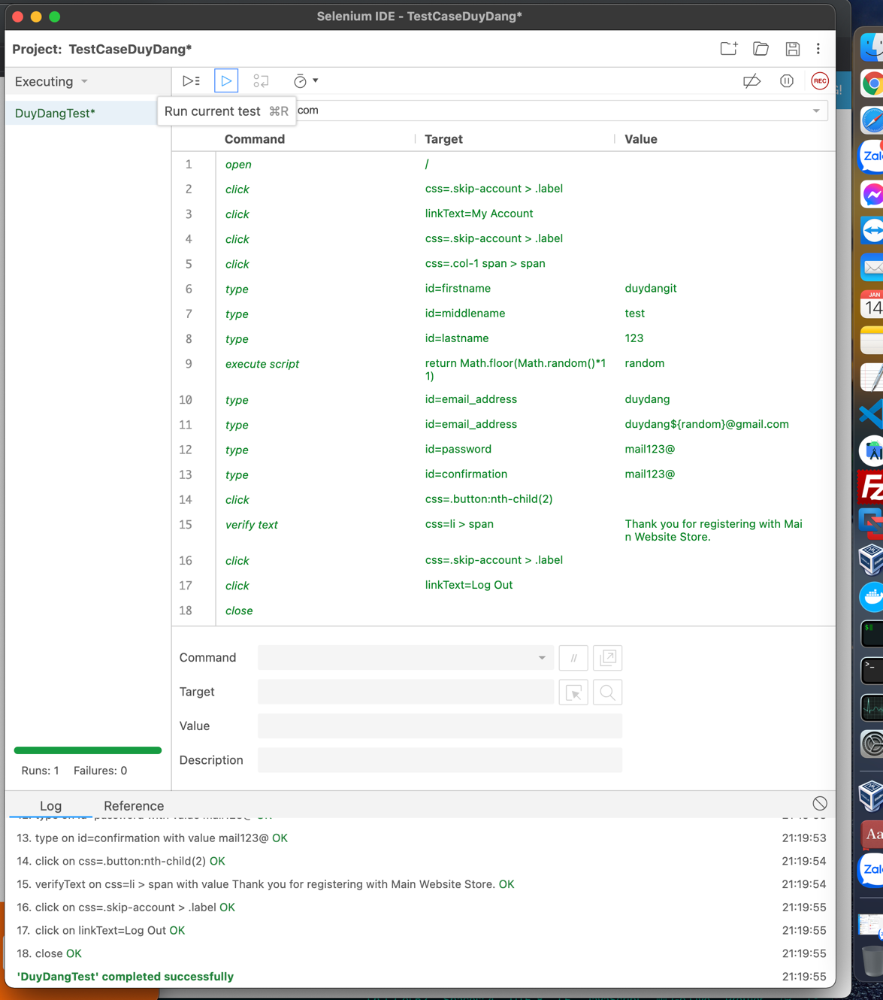 Selenium IDE - TestCaseDuyDang*
Project: TestCaseDuyDang*
Executing
REC
DuyDangTest*
Run current test ⌘R
com
Command Target Value
1 open /
2 click css=.skip-account > .label
3 click linkText=My Account
4 click css=.skip-account > .label
5 click css=.col-1 span > span
6 type id=firstname duydangit
7 type id=middlename test
8 type id=lastname 123
9 execute script return Math.floor(Math.random()*1 random
1)
10 type id=email_address duydang
11 type id=email_address duydang${random}@gmail.com
12 type id=password mail123@
13 type id=confirmation mail123@
14 click css=.button:nth-child(2)
15 verify text css=li > span Thank you for registering with Mai
n Website Store.
16 click css=.skip-account > .label
17 click linkText=Log Out
18 close
Command //
Target
Value
Description
Runs: 1 Failures: 0
Log Reference
13. type on id=confirmation with value mail123@ OK 21:19:53
14. click on css=.button:nth-child(2) OK 21:19:54
15. verifyText on css=li > span with value Thank you for registering with Main Website Store. OK 21:19:54
16. click on css=.skip-account > .label OK 21:19:55
17. click on linkText=Log Out OK 21:19:55
18. close OK 21:19:55
'DuyDangTest' completed successfully 21:19:55
Zal
JAN
14
Fz
Aa
Zal